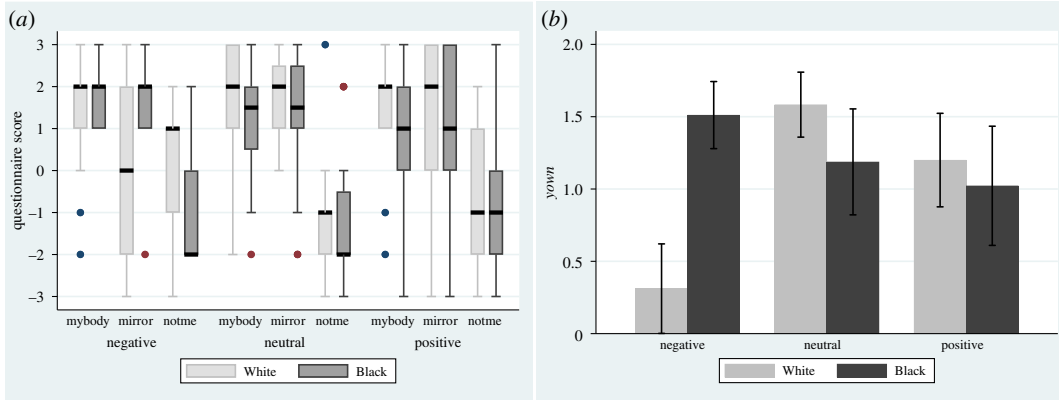 (a)
3
2
1
0
–1
–2
–3
questionnaire score
mybody mirror notme mybody mirror notme mybody mirror notme
negative neutral positive
White Black
(b)
2.0
1.5
1.0
0.5
0
yown
negative neutral positive
White Black